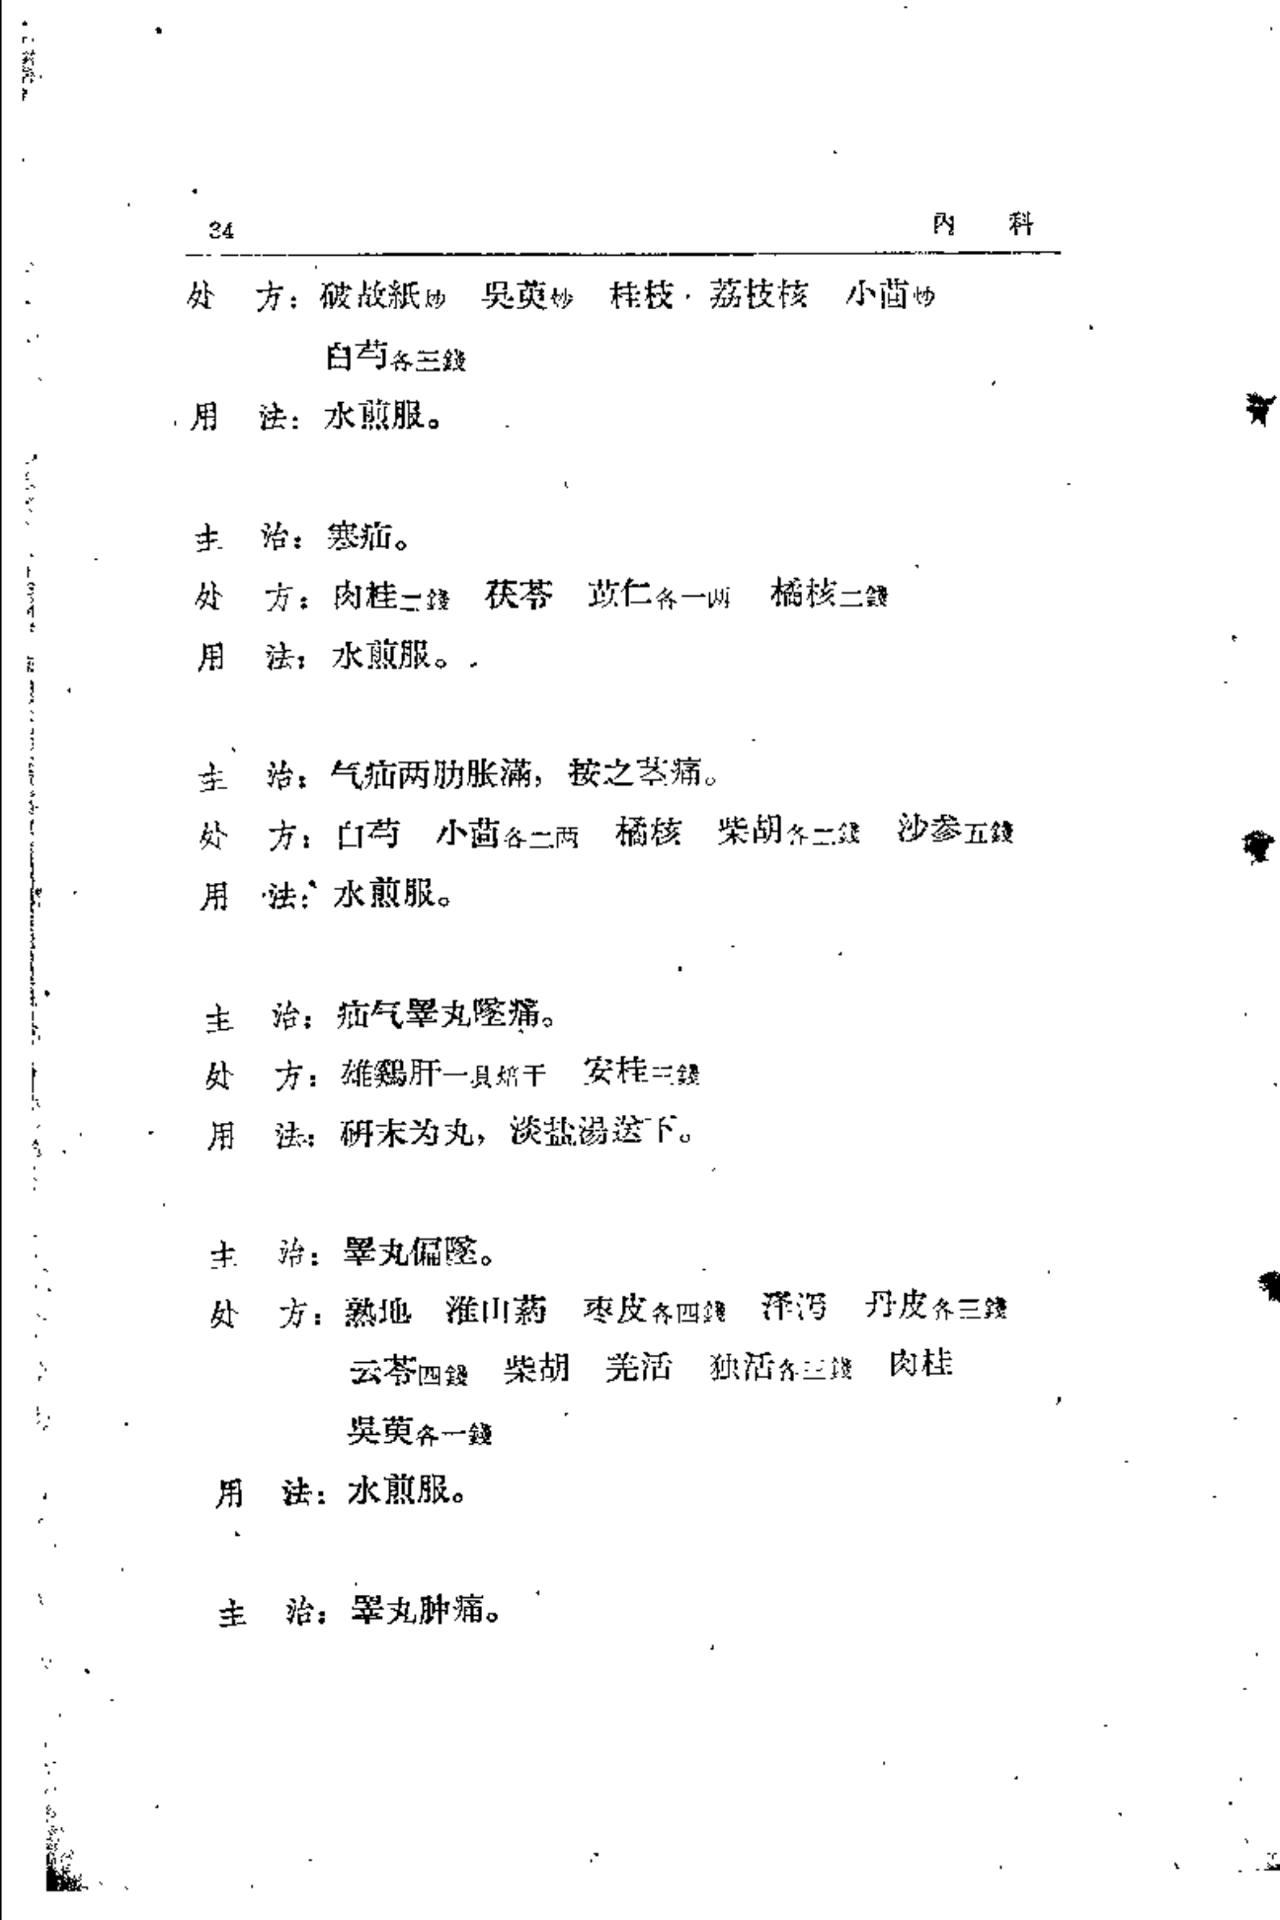 34 内 科
处 方：破故紙炒 吳萸炒 桂枝 荔枝核 小茴炒
白芍各三錢
用 法：水煎服。
主 治：寒疝。
处 方：肉桂二錢 茯苓 苡仁各一两 橘核二錢
用 法：水煎服。
主 治：气疝两肋胀滿，按之茎痛。
处 方：白芍 小茴各二两 橘核 柴胡各二錢 沙参五錢
用 法：水煎服。
主 治：疝气睪丸墜痛。
处 方：雄鷄肝一具焙干 安桂三錢
用 法：研末为丸，淡盐湯送下。
主 治：睪丸偏墜。
处 方：熟地 淮山葯 枣皮各四錢 泽泻 丹皮各三錢
云苓四錢 柴胡 羌活 独活各三錢 肉桂
吳萸各一錢
用 法：水煎服。
主 治：睪丸肿痛。